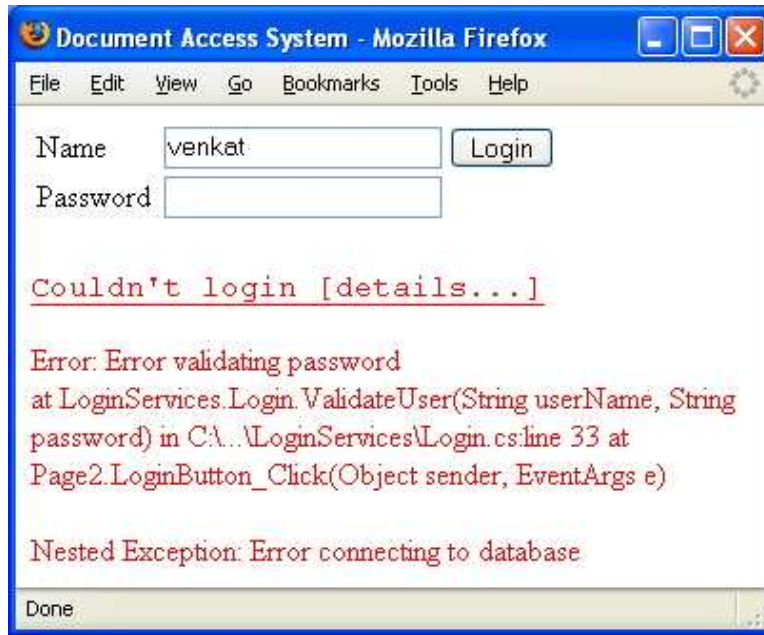 Document Access System - Mozilla Firefox
File Edit View Go Bookmarks Tools Help
Name venkat Login
Password
Couldn't login [details...]
Error: Error validating password
at LoginServices.Login.ValidateUser(String userName, String
password) in C:\...\LoginServices\Login.cs:line 33 at
Page2.LoginButton_Click(Object sender, EventArgs e)
Nested Exception: Error connecting to database
Done